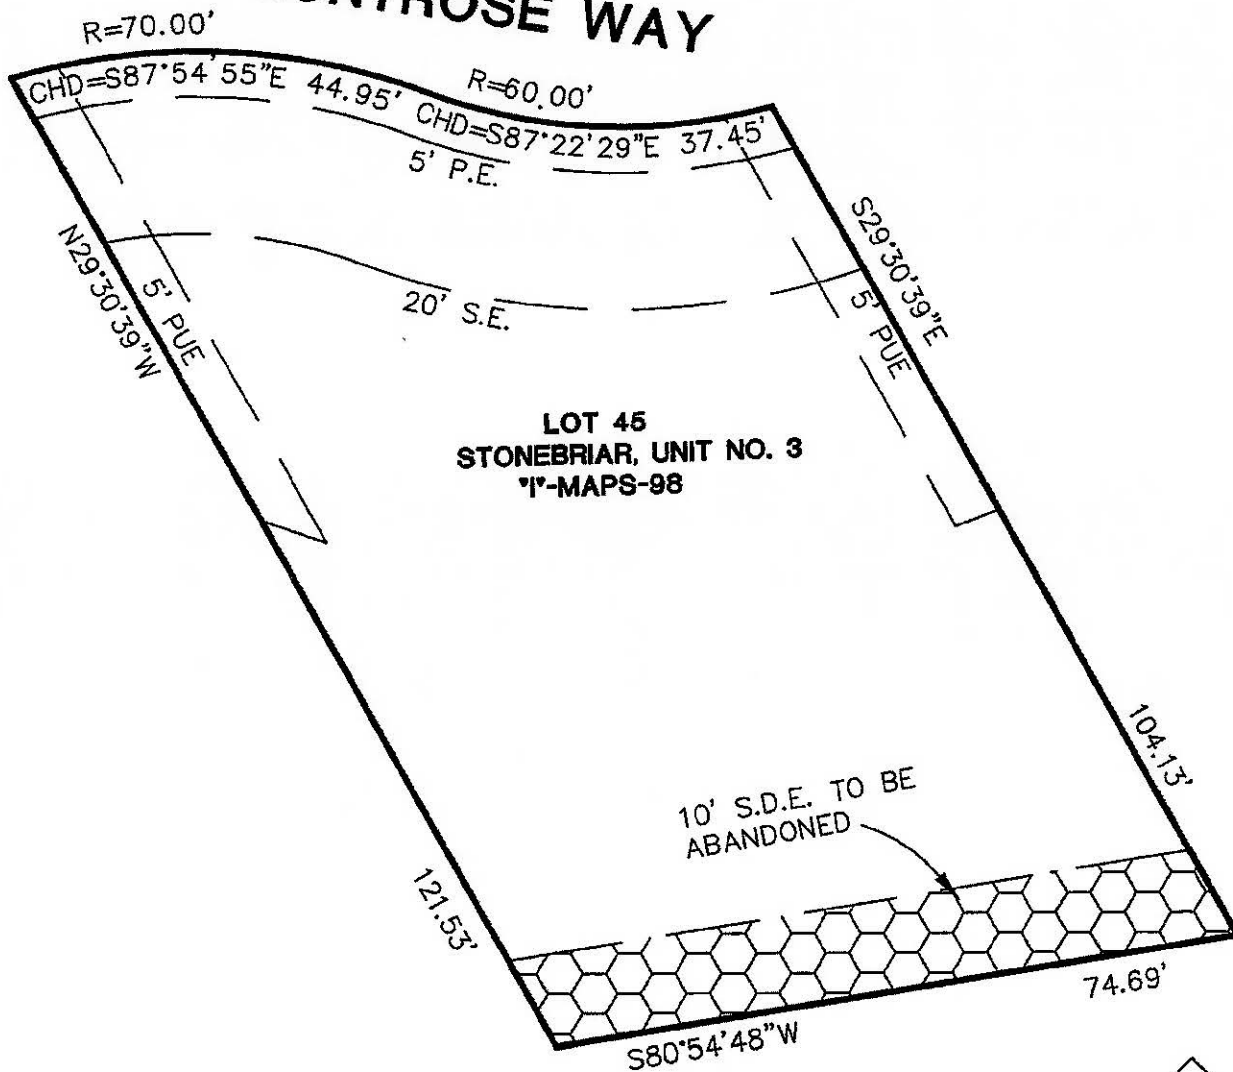 WAY
R=70.00'
CHD=S87°54'55"E 44.95'
R=60.00'
CHD=S87°22'29"E 37.45'
5' P.E.
N29°30'39"W
5' PUE
20' S.E.
S29°30'39"E
5' PUE
LOT 45
STONEBRIAR, UNIT NO. 3
"I"-MAPS-98
10' S.D.E. TO BE
ABANDONED
104.13'
121.53'
74.69'
S80°54'48"W